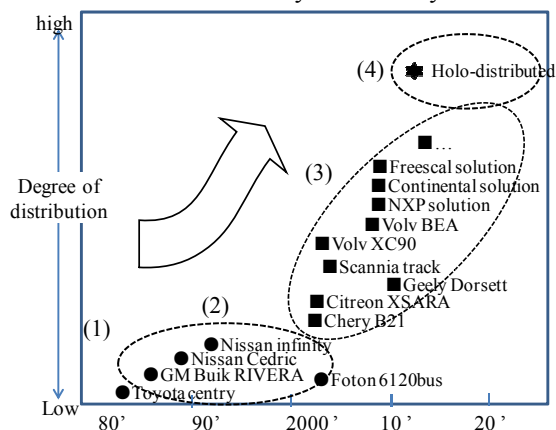 high
(4)
Holo-distributed
…
(3)
Freescal solution
Continental solution
Degree of
distribution
NXP solution
Volv BEA
Volv XC90
Scannia track
Geely Dorsett
Citreon XSARA
(2)
Chery B21
(1)
Nissan infinity
Nissan Cedric
GM Buik RIVERA
Foton 6120bus
Toyota centry
Low
80’ 90’ 2000’ 10’ 20’